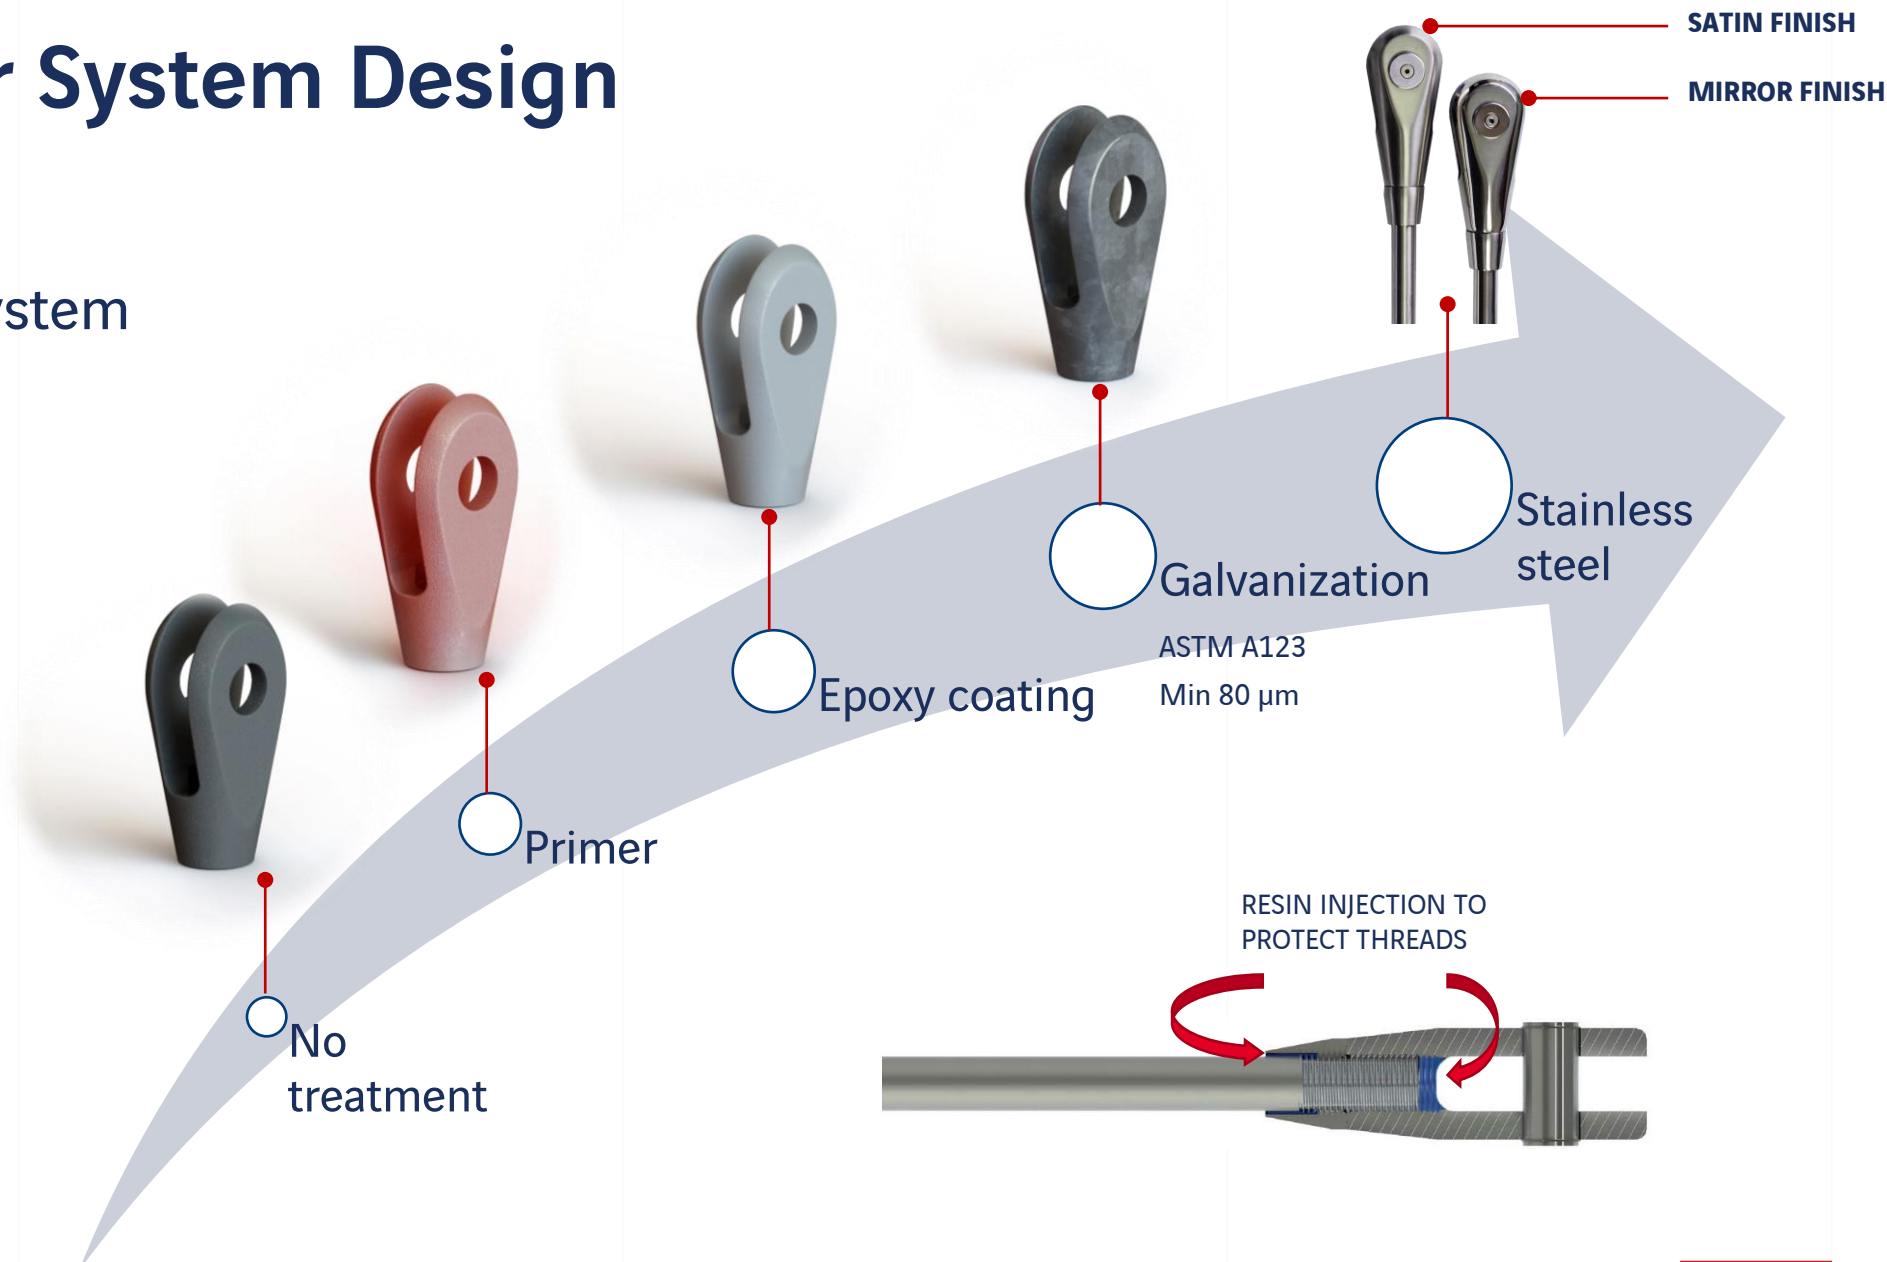 System Design
SATIN FINISH
MIRROR FINISH
Stainless
steel
Galvanization
ASTM A123
Min 80 µm
Epoxy coating
Primer
No
treatment
RESIN INJECTION TO
PROTECT THREADS